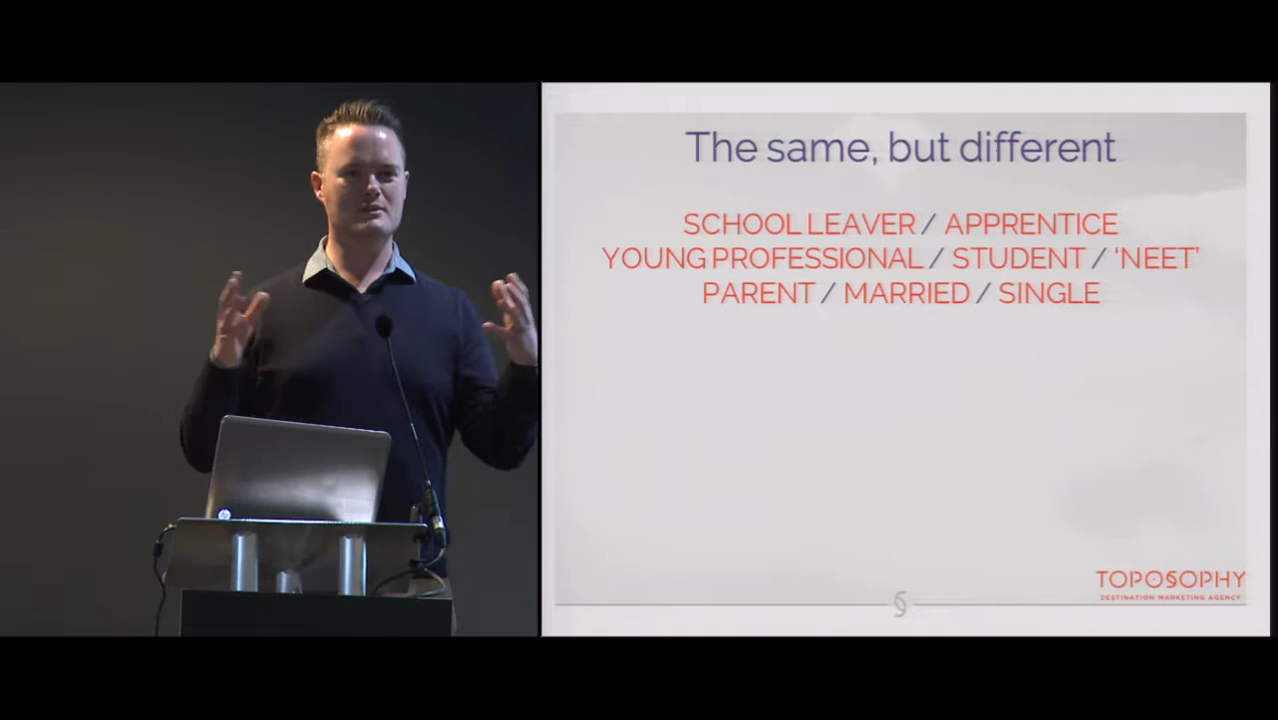 The same, but different
SCHOOL LEAVER / APPRENTICE
YOUNG PROFESSIONAL / STUDENT / ‘NEET’
PARENT / MARRIED / SINGLE
TOPOSOPHY
DESTINATION MARKETING AGENCY